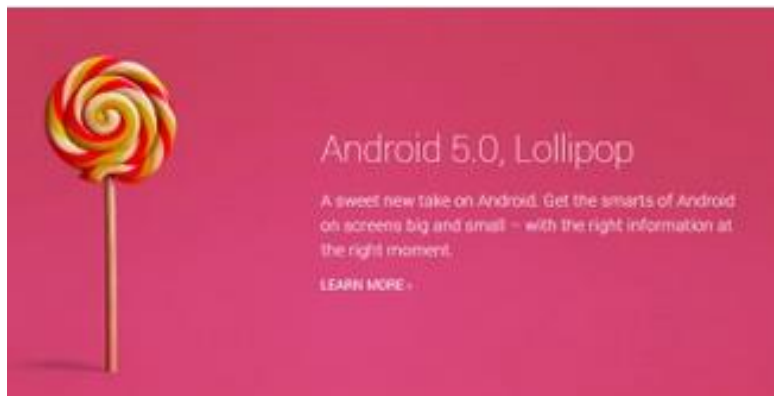 Android 5.0, Lollipop
A sweet new take on Android. Get the smarts of Android
on screens big and small – with the right information at
the right moment.
LEARN MORE ›